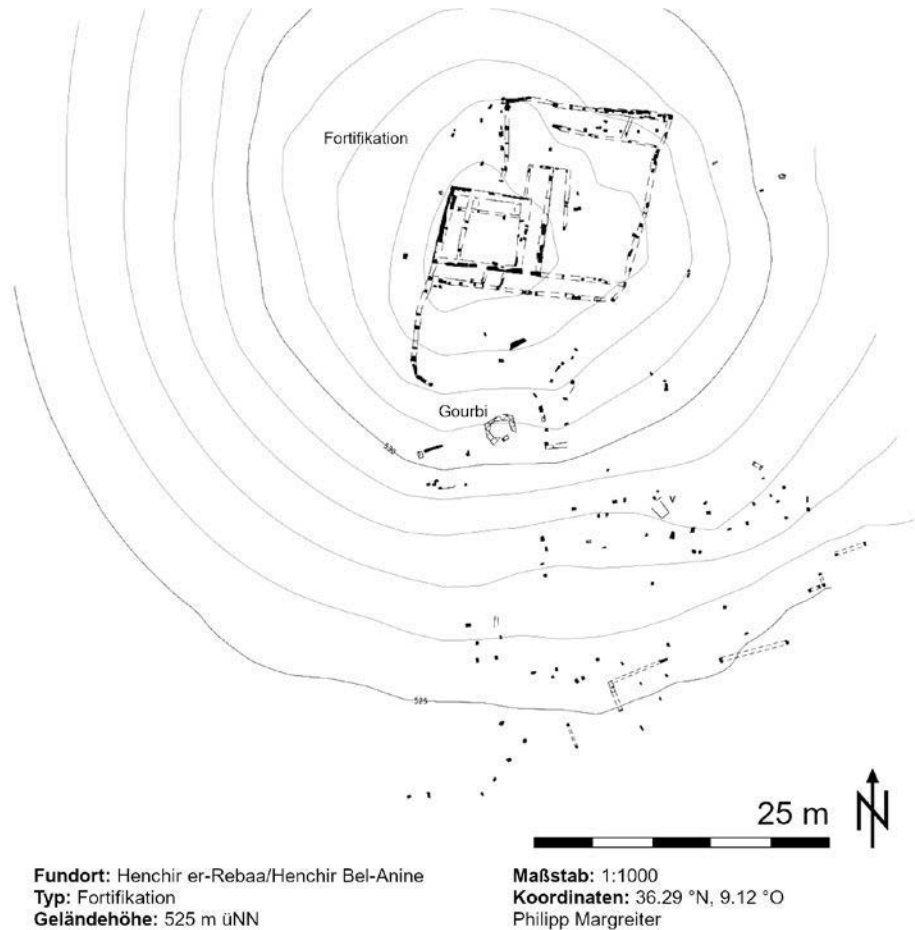 Fortifikation
Gourbi
530
V
525
25 m
N
Fundort: Henchir er-Rebaa/Henchir Bel-Anine
Typ: Fortifikation
Geländehöhe: 525 m üNN
Maßstab: 1:1000
Koordinaten: 36.29 °N, 9.12 °O
Philipp Margreiter